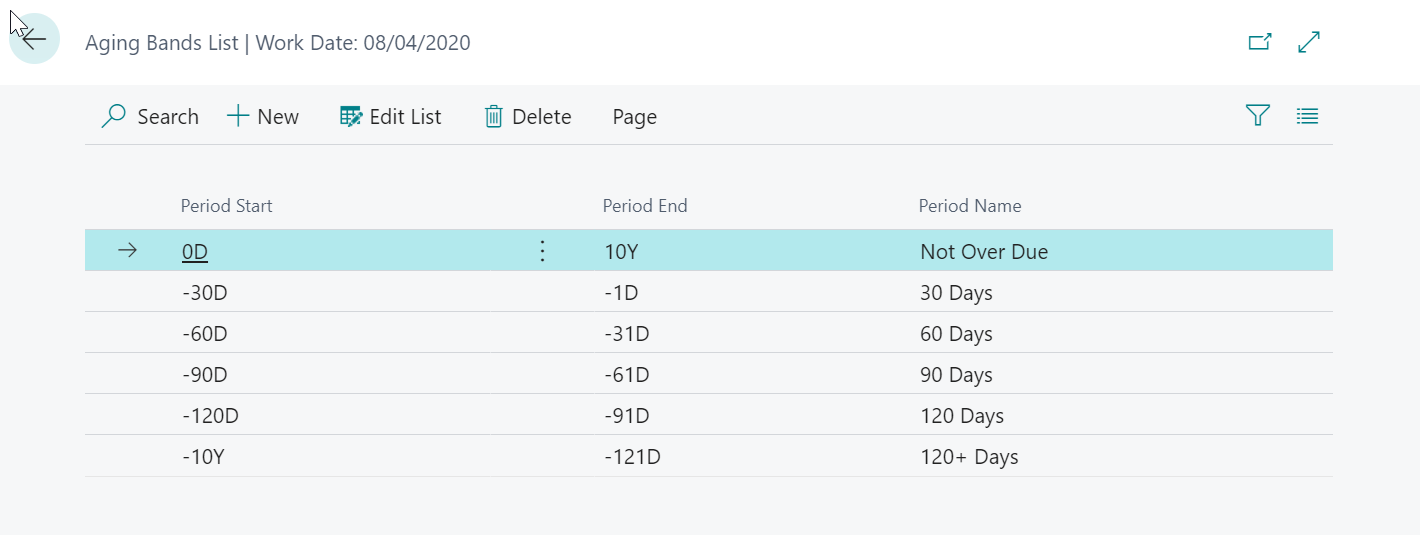 Aging Bands List | Work Date: 08/04/2020
Search New Edit List Delete Page
Period Start Period End Period Name
0D 10Y Not Over Due
-30D -1D 30 Days
-60D -31D 60 Days
-90D -61D 90 Days
-120D -91D 120 Days
-10Y -121D 120+ Days